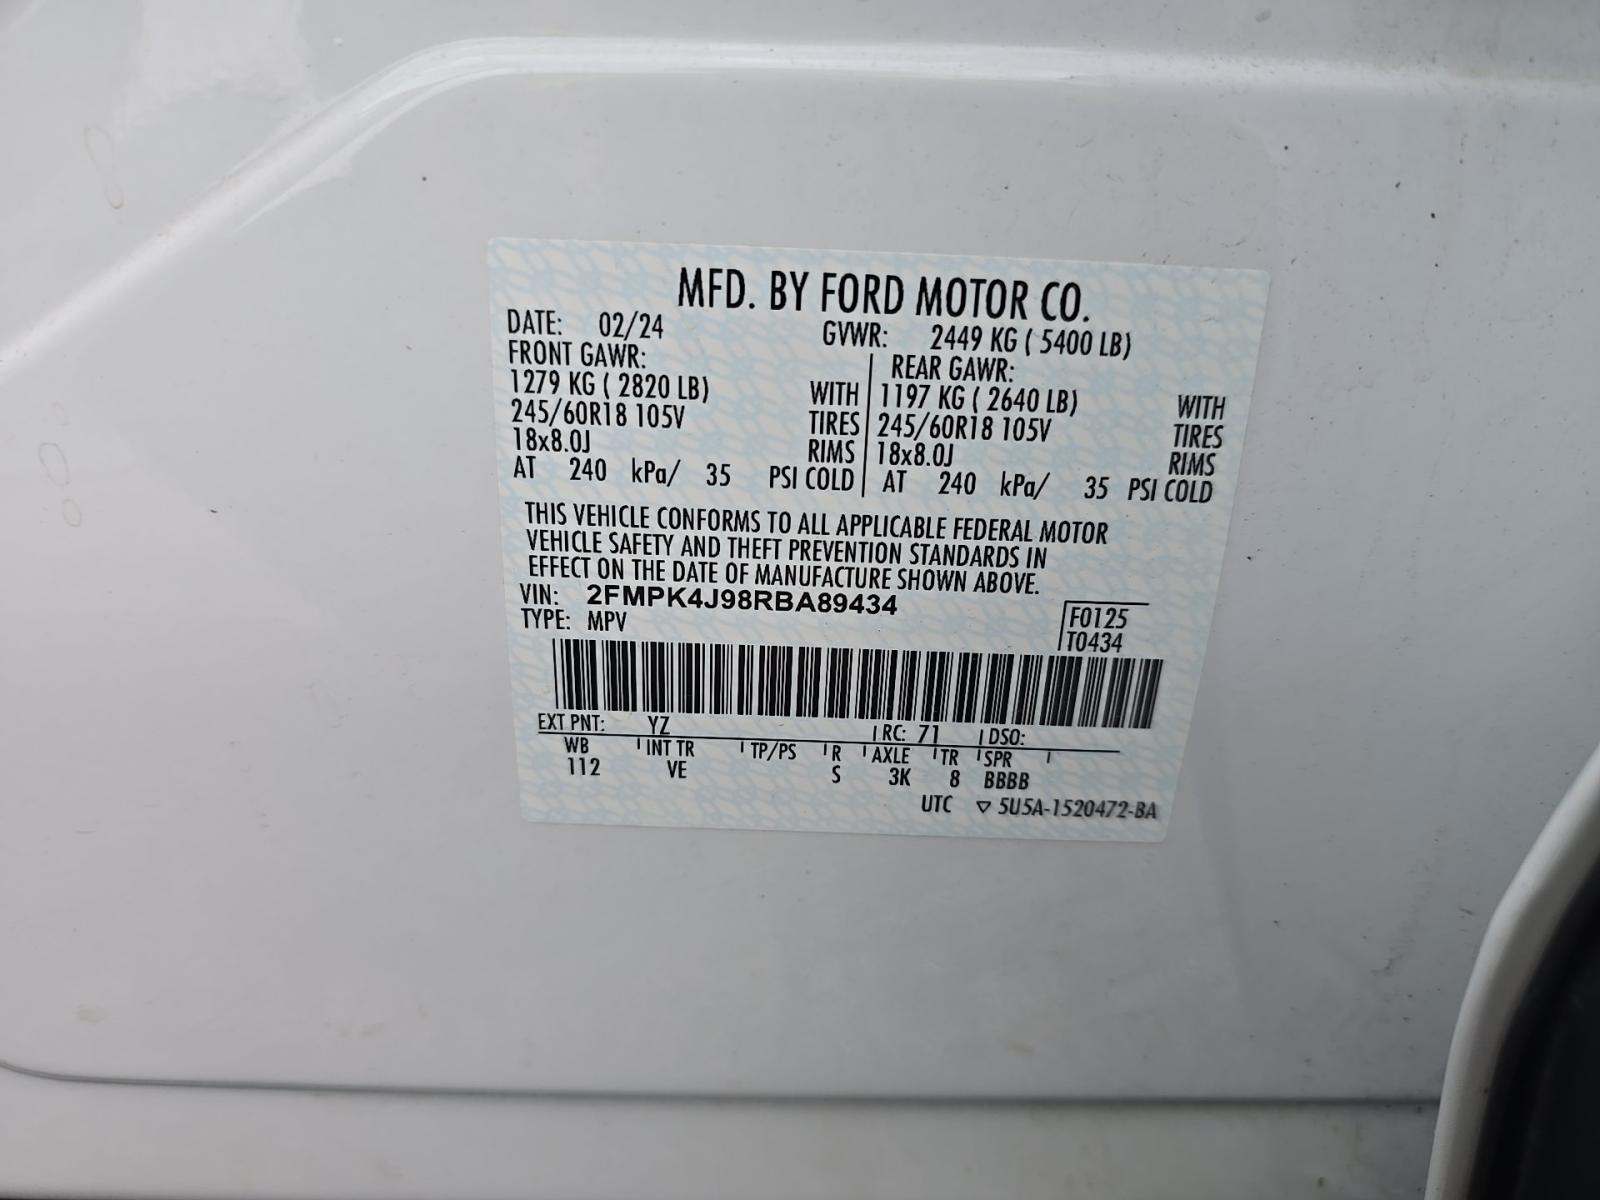 MFD. BY FORD MOTOR CO.
DATE: 02/24 GVWR: 2449 KG ( 5400 LB)
FRONT GAWR: REAR GAWR:
1279 KG ( 2820 LB) WITH 1197 KG ( 2640 LB) WITH
245/60R18 105V TIRES 245/60R18 105V TIRES
18x8.0J RIMS 18x8.0J RIMS
AT 240 kPa/ 35 PSI COLD AT 240 kPa/ 35 PSI COLD
THIS VEHICLE CONFORMS TO ALL APPLICABLE FEDERAL MOTOR
VEHICLE SAFETY AND THEFT PREVENTION STANDARDS IN
EFFECT ON THE DATE OF MANUFACTURE SHOWN ABOVE.
VIN: 2FMPK4J98RBA89434
F0125
TYPE: MPV
T0434
EXT PNT: YZ RC: 71 DSO:
WB INT TR TP/PS R AXLE TR SPR
112 VE S 3K 8 BBBB
UTC ▽ 5U5A-1520472-BA